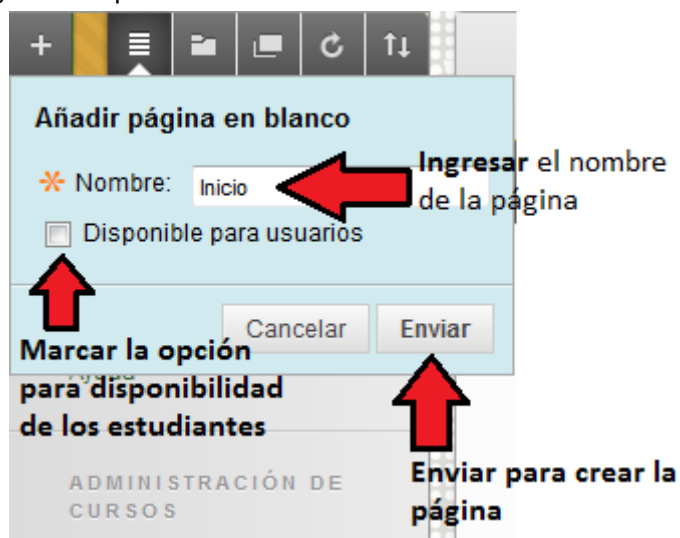 Añadir página en blanco
Nombre: Inicio
Ingresar el nombre
de la página
Disponible para usuarios
Cancelar Enviar
Marcar la opción
para disponibilidad
de los estudiantes
Enviar para crear la
página
ADMINISTRACIÓN DE
CURSOS